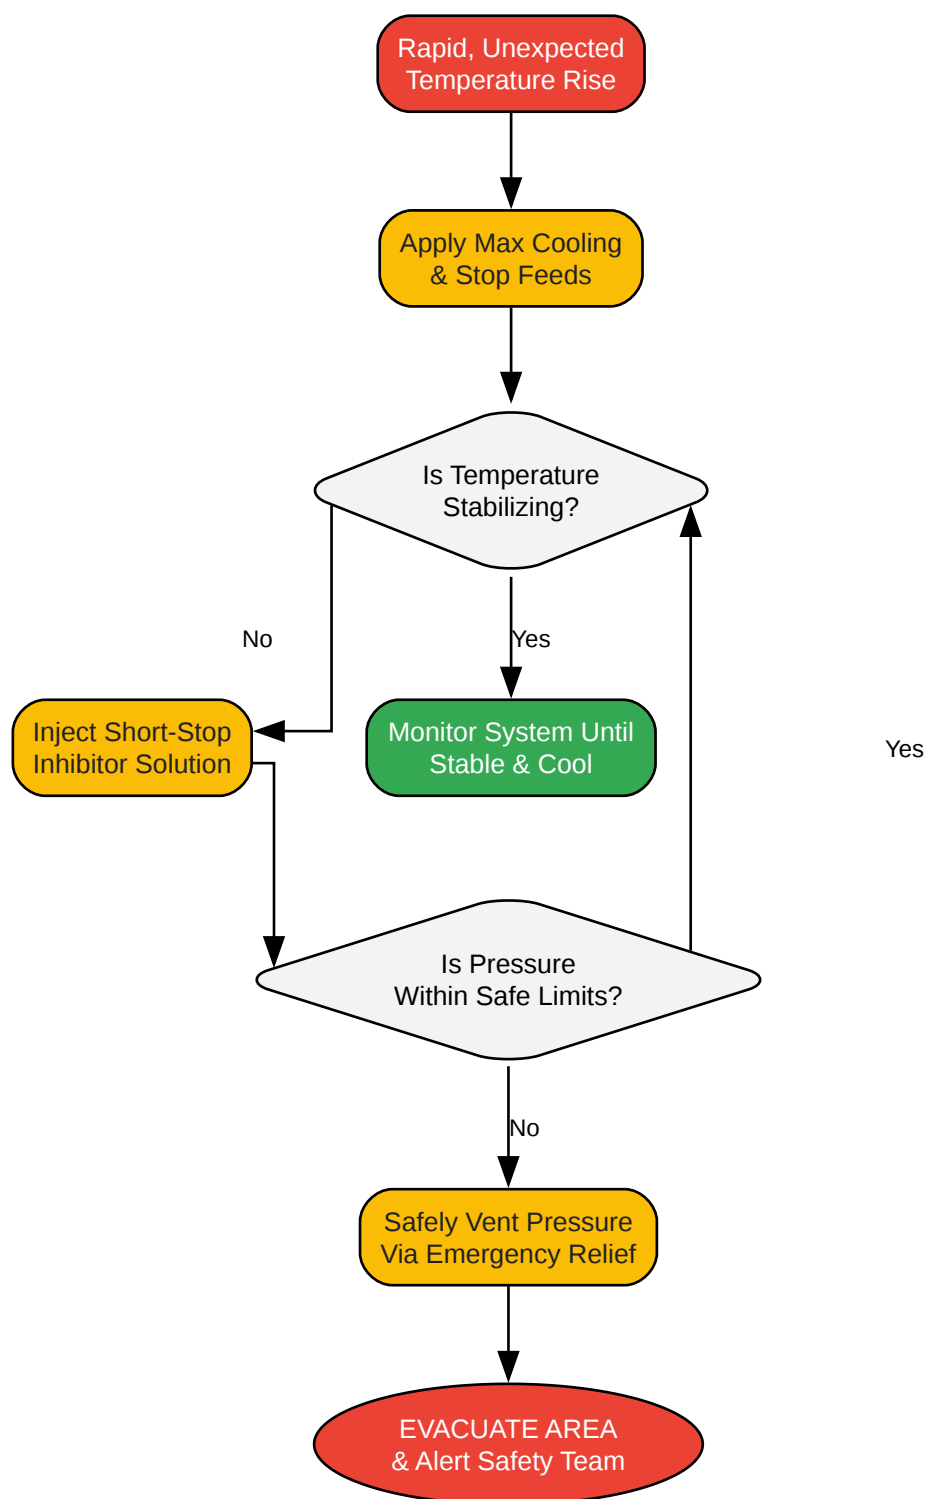 Rapid, Unexpected
Temperature Rise
Apply Max Cooling
& Stop Feeds
Is Temperature
Stabilizing?
No
Yes
Inject Short-Stop
Inhibitor Solution
Monitor System Until
Stable & Cool
Yes
Is Pressure
Within Safe Limits?
No
Safely Vent Pressure
Via Emergency Relief
EVACUATE AREA
& Alert Safety Team